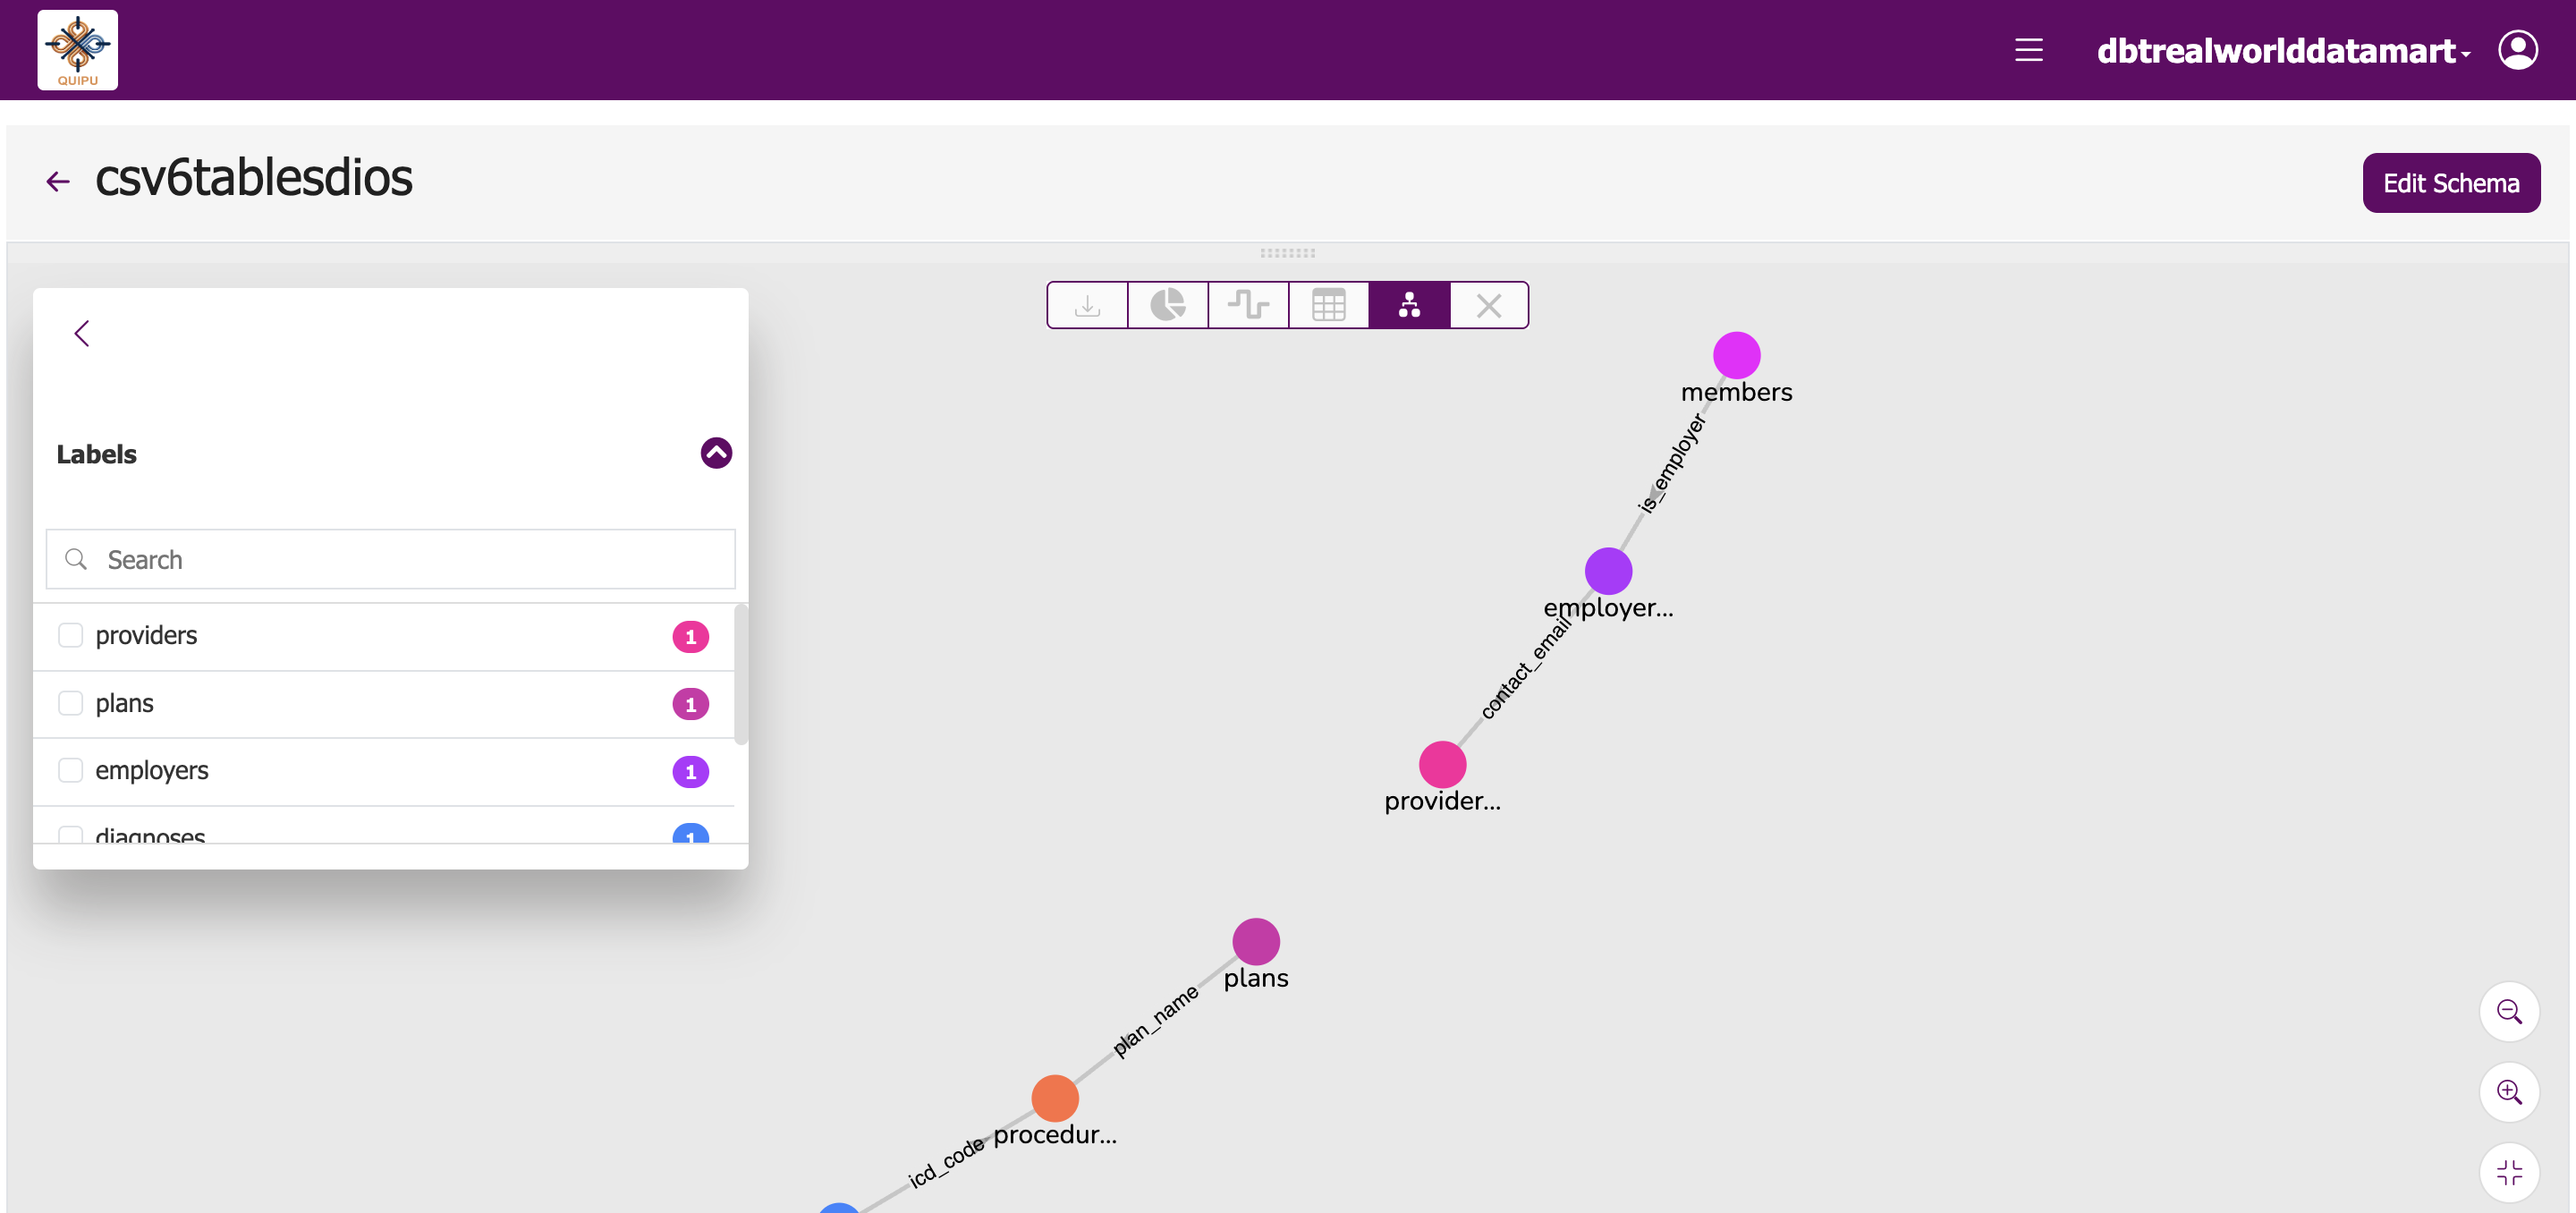 QUIPU
dbtrealworlddatamart
csv6tablesdios
Edit Schema
Labels
Search
providers 1
plans 1
employers 1
diagnoses 1
members
is_employer
employer...
contact_email
provider...
plans
plan_name
procedur...
icd_code